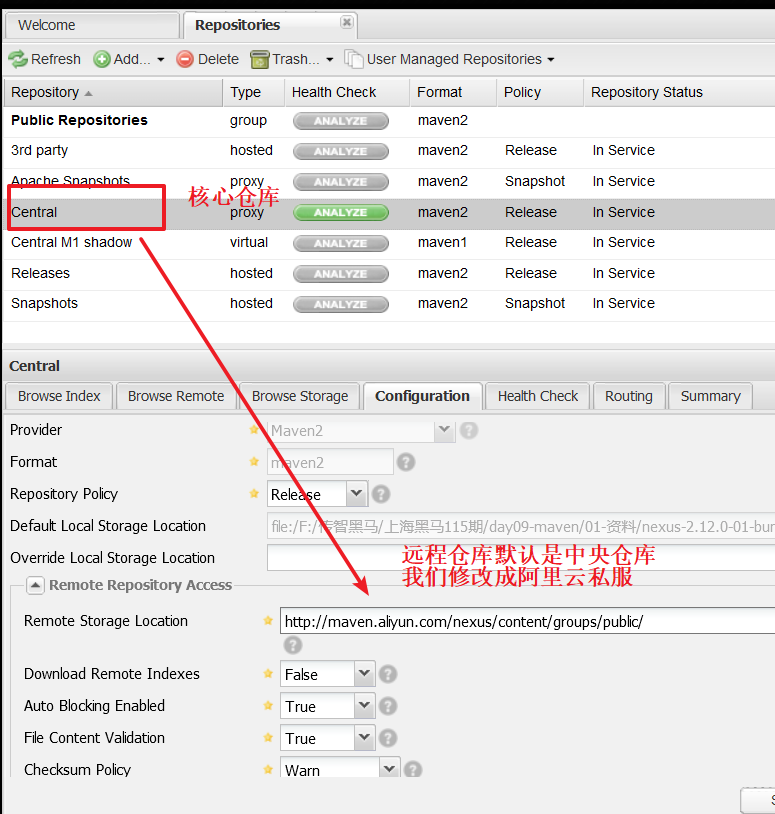 Welcome Repositories
Refresh Add... Delete Trash... User Managed Repositories
Repository Type Health Check Format Policy Repository Status
Public Repositories group ANALYZE maven2
3rd party hosted ANALYZE maven2 Release In Service
Apache Snapshots proxy ANALYZE maven2 Snapshot In Service
核心仓库
Central proxy ANALYZE maven2 Release In Service
Central M1 shadow virtual ANALYZE maven1 Release In Service
Releases hosted ANALYZE maven2 Release In Service
Snapshots hosted ANALYZE maven2 Snapshot In Service
Central
Browse Index Browse Remote Browse Storage Configuration Health Check Routing Summary
Provider Maven2
Format maven2
Repository Policy Release
Default Local Storage Location file:/F:/传智黑马/上海黑马115期/day09-maven/01-资料/nexus-2.12.0-01-bun
Override Local Storage Location
远程仓库默认是中央仓库
我们修改成阿里云私服
Remote Repository Access
Remote Storage Location http://maven.aliyun.com/nexus/content/groups/public/
Download Remote Indexes False
Auto Blocking Enabled True
File Content Validation True
Checksum Policy Warn